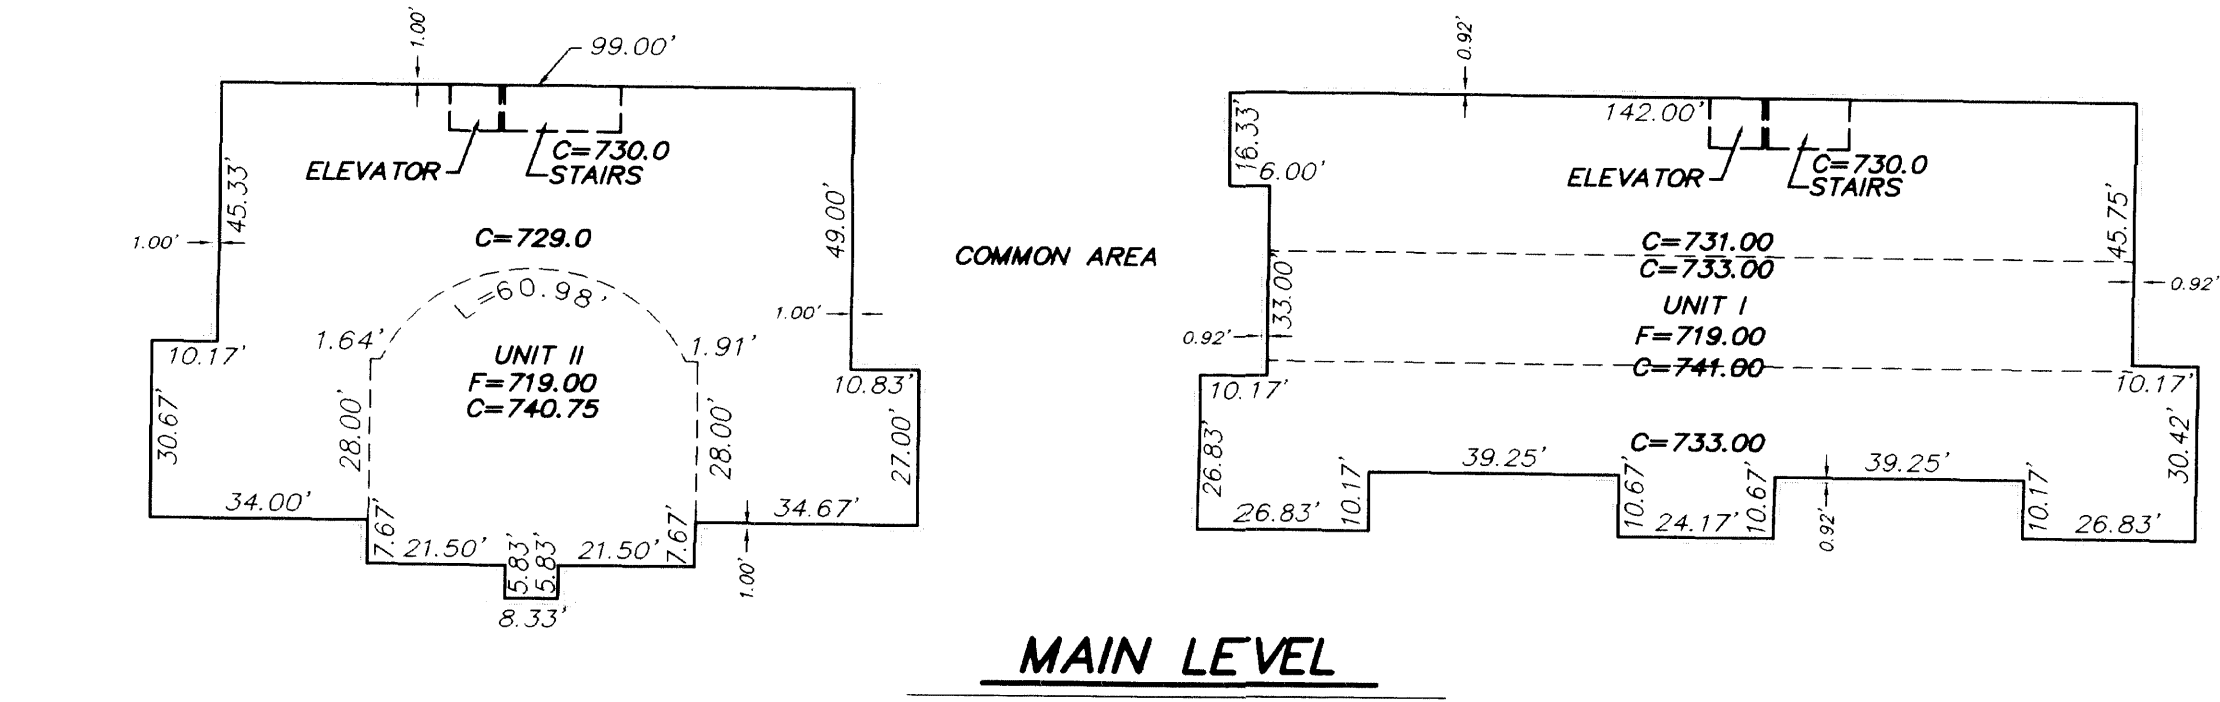 1.00'
99.00'
ELEVATOR
C=730.0
STAIRS
45.33'
1.00'
C=729.0
49.00'
L=60.98'
1.00'
1.64'
1.91'
10.17'
UNIT II
F=719.00
C=740.75
10.83'
30.67'
28.00'
28.00'
27.00'
34.00'
34.67'
7.67'
21.50'
5.83'
5.83'
21.50'
7.67'
1.00'
8.33'
COMMON AREA
0.92'
142.00'
16.33'
6.00'
ELEVATOR
C=730.0
STAIRS
45.75'
C=731.00
C=733.00
33.00'
UNIT I
0.92'
0.92'
F=719.00
C=741.00
10.17'
10.17'
26.83'
C=733.00
30.42'
39.25'
39.25'
26.83'
10.17'
10.67'
24.17'
10.67'
0.92'
10.17'
26.83'
MAIN LEVEL